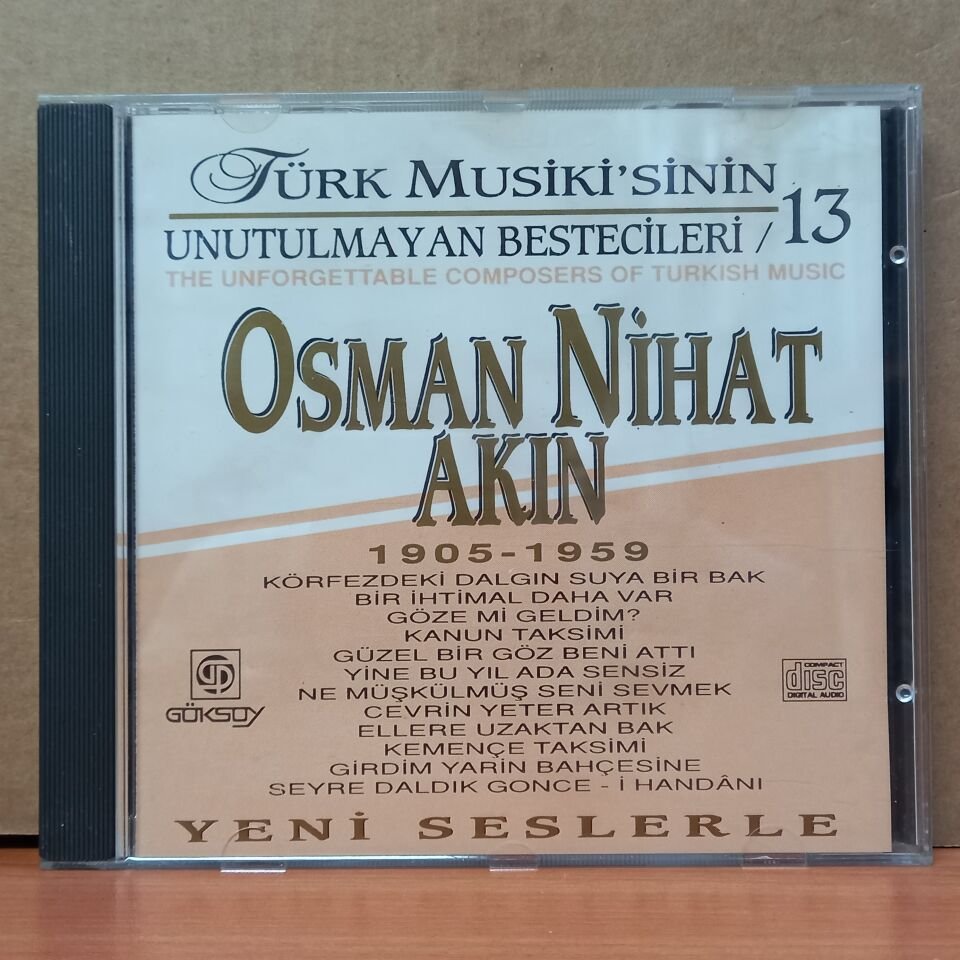 TÜRK MUSİKİ'SİNİN
UNUTULMAYAN BESTECİLERİ / 13
THE UNFORGETTABLE COMPOSERS OF TURKISH MUSIC
OSMAN NİHAT
AKIN
1905-1959
KÖRFEZDEKİ DALGIN SUYA BİR BAK
BİR İHTİMAL DAHA VAR
GÖZE Mİ GELDİM?
KANUN TAKSİMİ
GÜZEL BİR GÖZ BENİ ATTI
YİNE BU YIL ADA SENSİZ
NE MÜŞKÜLMÜŞ SENİ SEVMEK
CEVRİN YETER ARTIK
ELLERE UZAKTAN BAK
KEMENÇE TAKSİMİ
GİRDİM YARİN BAHÇESİNE
SEYRE DALDIK GONCE - İ HANDÂNI
GÖKSOY
COMPACT
disc
DIGITAL AUDIO
YENİ SESLERLE